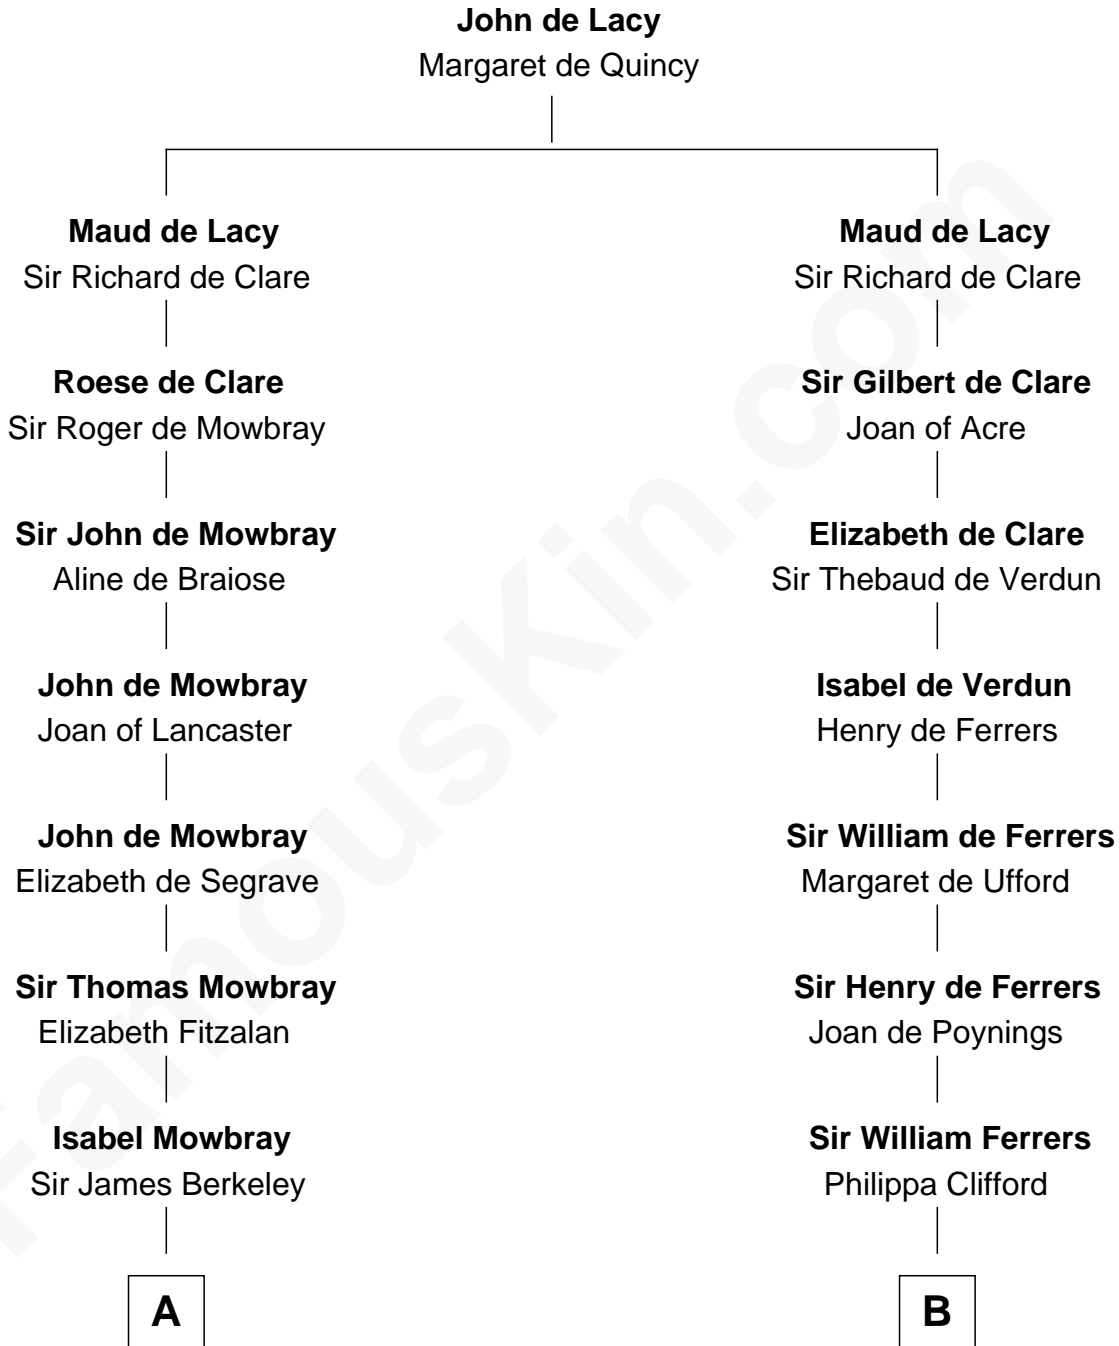 John de Lacy
Margaret de Quincy
Maud de Lacy
Sir Richard de Clare
Roese de Clare
Sir Roger de Mowbray
Sir John de Mowbray
Aline de Braiose
John de Mowbray
Joan of Lancaster
John de Mowbray
Elizabeth de Segrave
Sir Thomas Mowbray
Elizabeth Fitzalan
Isabel Mowbray
Sir James Berkeley
A
Maud de Lacy
Sir Richard de Clare
Sir Gilbert de Clare
Joan of Acre
Elizabeth de Clare
Sir Thebaud de Verdun
Isabel de Verdun
Henry de Ferrers
Sir William de Ferrers
Margaret de Ufford
Sir Henry de Ferrers
Joan de Poynings
Sir William Ferrers
Philippa Clifford
B
FamousKin.com